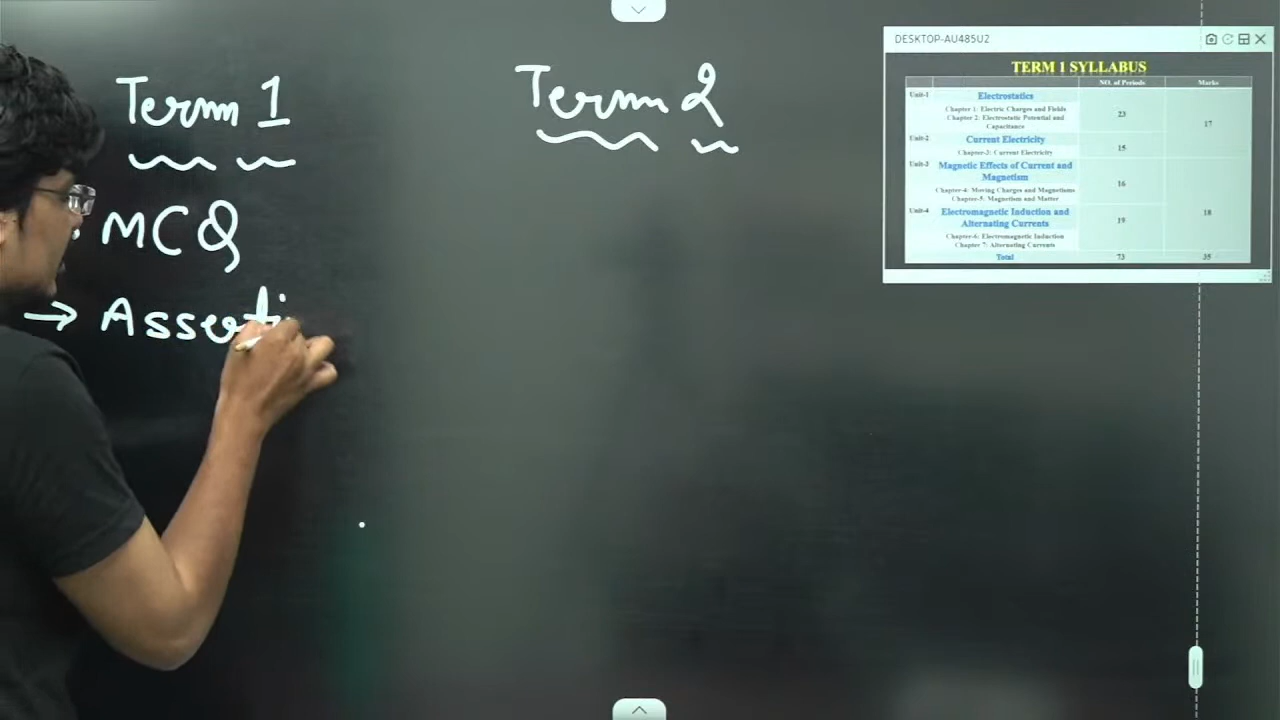 Term 1
Term 2
MCQ
→ Asserti
DESKTOP-AU485U2
TERM 1 SYLLABUS
NO. of Periods
Marks
Unit-1
Electrostatics
Chapter 1: Electric Charges and Fields
Chapter 2: Electrostatic Potential and
Capacitance
23
17
Unit-2
Current Electricity
Chapter-3: Current Electricity
15
Unit-3
Magnetic Effects of Current and
Magnetism
Chapter-4: Moving Charges and Magnetisms
Chapter-5: Magnetism and Matter
16
18
Unit-4
Electromagnetic Induction and
Alternating Currents
Chapter-6: Electromagnetic Induction
Chapter 7: Alternating Currents
19
Total
73
35